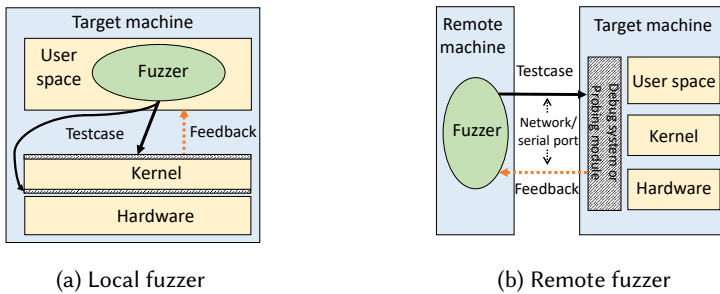 Target machine
User
space
Fuzzer
Testcase
Feedback
Kernel
Hardware
(a) Local fuzzer
Remote
machine
Target machine
Testcase
Fuzzer
Network/
serial port
Feedback
Debug system or
Probing module
User space
Kernel
Hardware
(b) Remote fuzzer